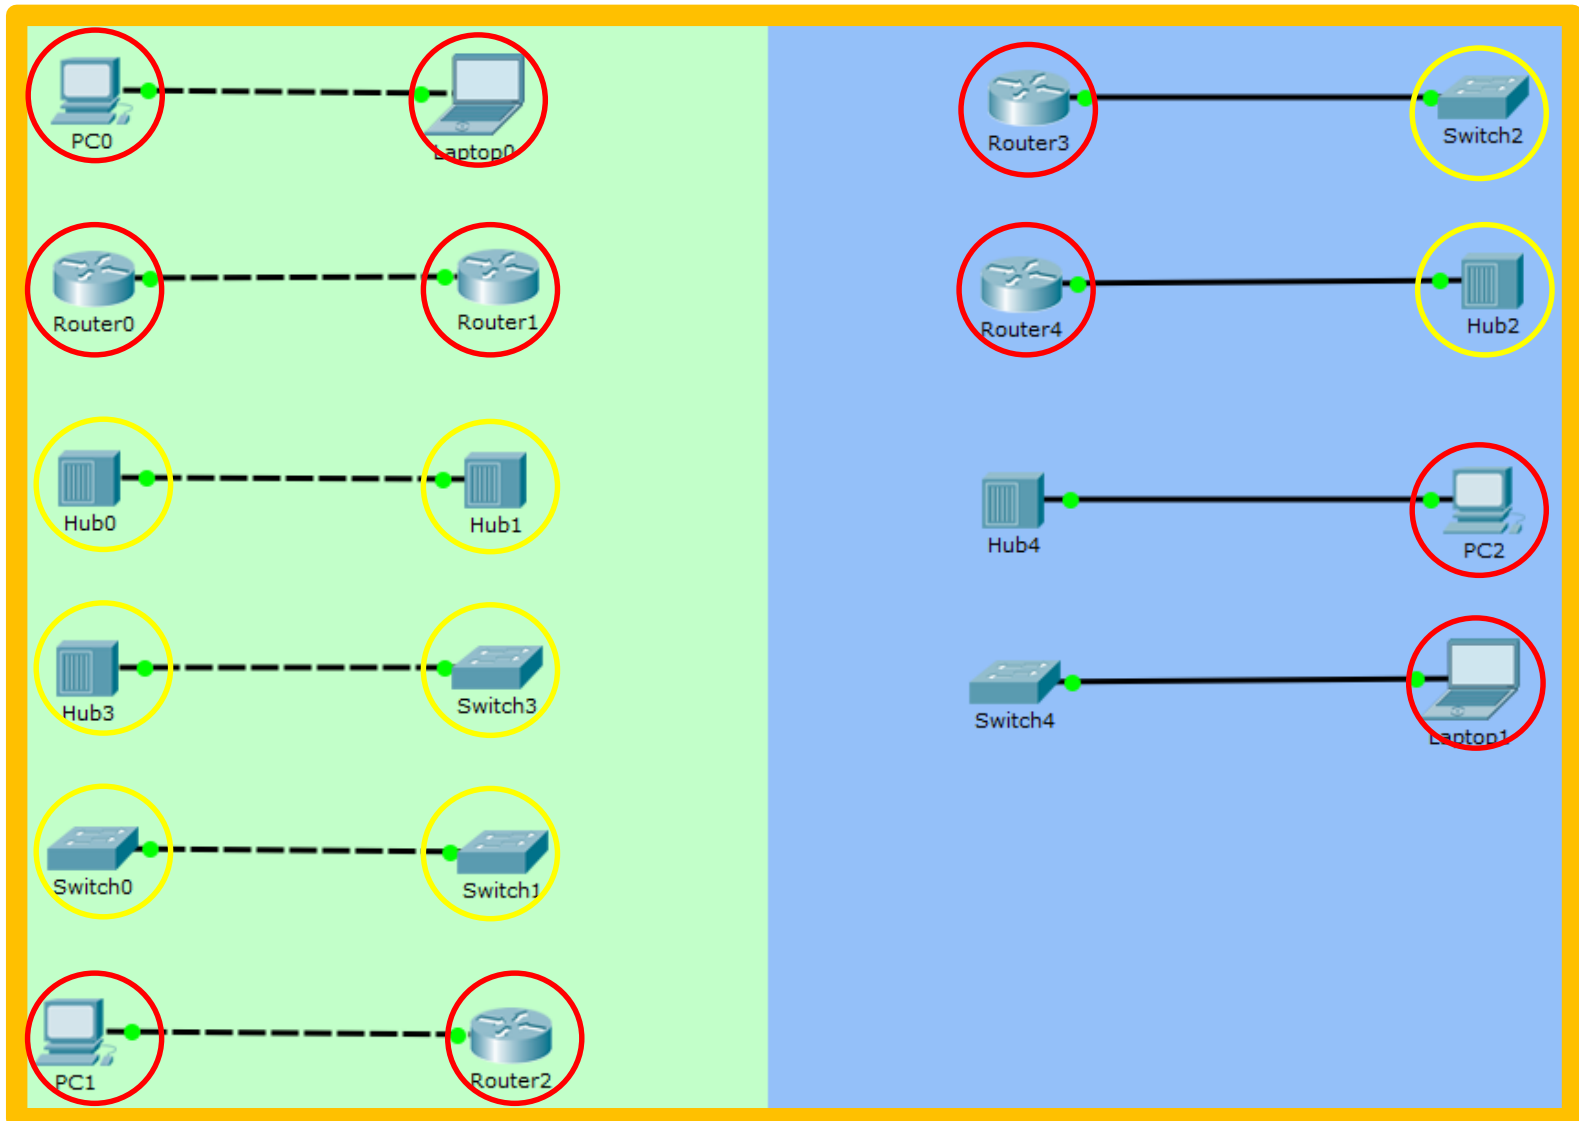 PC0
Laptop0
Router0
Router1
Hub0
Hub1
Hub3
Switch3
Switch0
Switch1
PC1
Router2
Router3
Switch2
Router4
Hub2
Hub4
PC2
Switch4
Laptop1